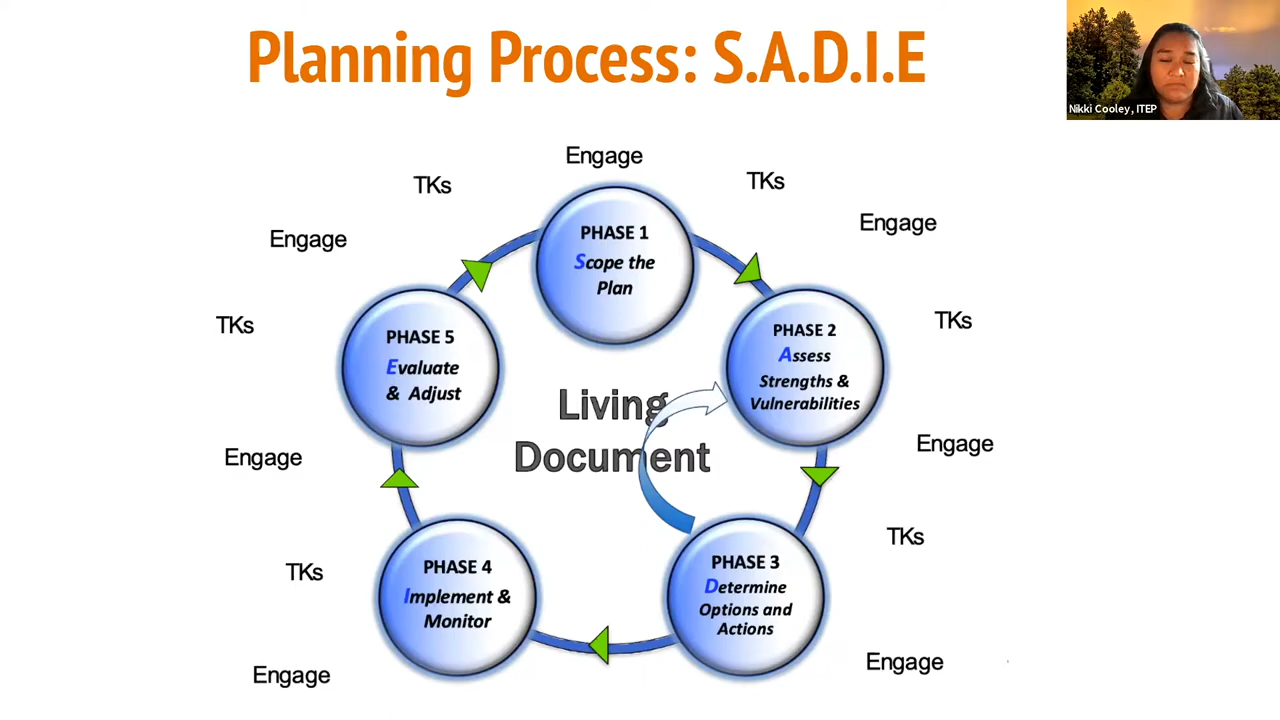 Planning Process: S.A.D.I.E
Nikki Cooley, ITEP
Engage
TKs
TKs
Engage
Engage
PHASE 1
Scope the
Plan
TKs
TKs
PHASE 5
Evaluate
& Adjust
PHASE 2
Assess
Strengths &
Vulnerabilities
Living
Document
Engage
Engage
TKs
TKs
PHASE 4
Implement &
Monitor
PHASE 3
Determine
Options and
Actions
Engage
Engage